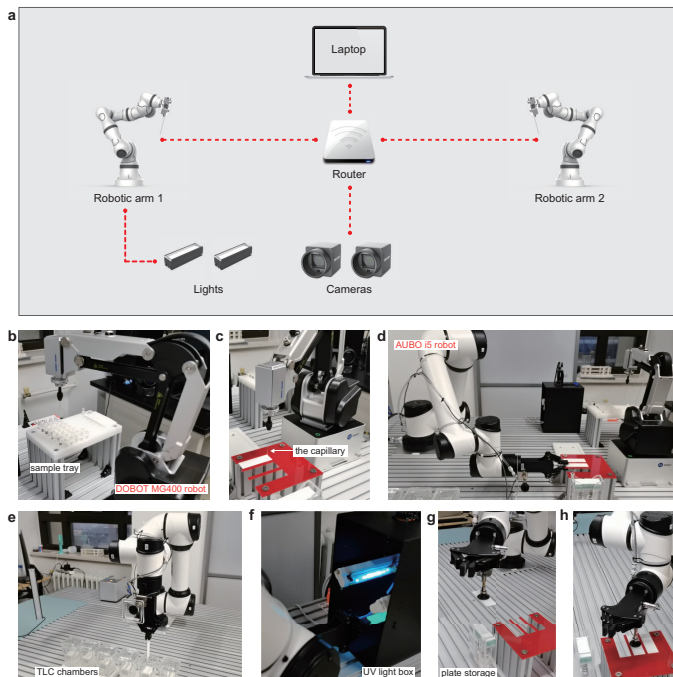 a
Laptop
Router
Robotic arm 1
Robotic arm 2
Lights
Cameras
b
sample tray
DOBOT MG400 robot
c
the capillary
d
AUBO i5 robot
e
TLC chambers
f
UV light box
g
plate storage
h